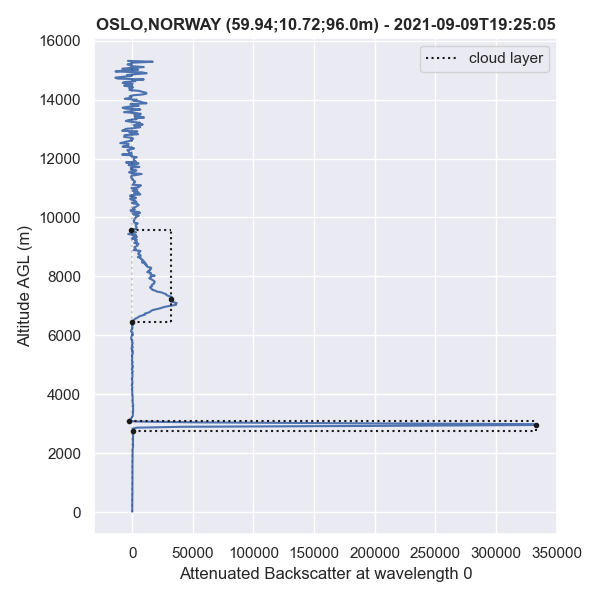 OSLO,NORWAY (59.94;10.72;96.0m) - 2021-09-09T19:25:05
cloud layer
Altitude AGL (m)
16000
14000
12000
10000
8000
6000
4000
2000
0
0 50000 100000 150000 200000 250000 300000 350000
Attenuated Backscatter at wavelength 0